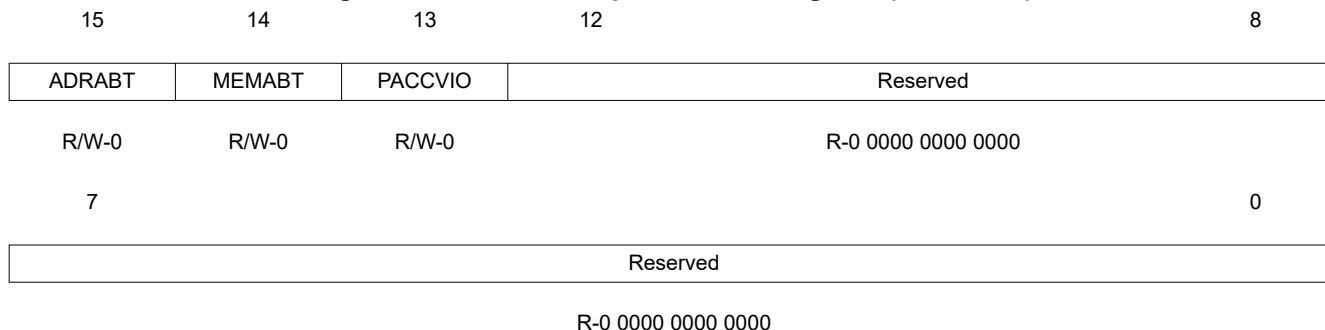 15 14 13 12 8
ADRABT MEMABT PACCVIO Reserved
R/W-0 R/W-0 R/W-0 R-0 0000 0000 0000
7 0
Reserved
R-0 0000 0000 0000